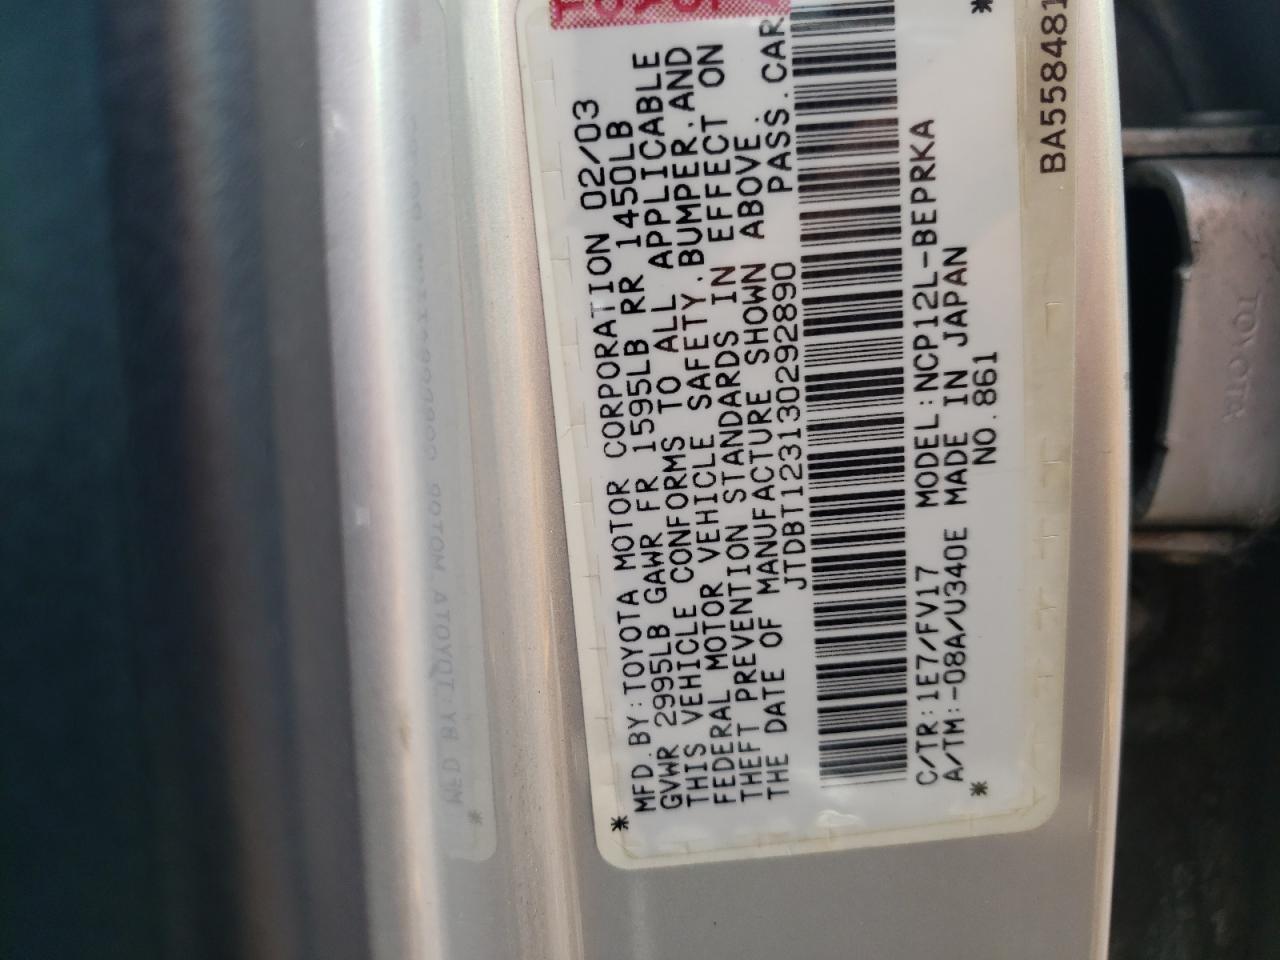 MFD.BY:TOYOTA MOTOR CORPORATION 02/03
GVWR 2995LB GAWR FR 1595LB RR 1450LB
THIS VEHICLE CONFORMS TO ALL APPLICABLE
FEDERAL MOTOR VEHICLE SAFETY.BUMPER.AND
THEFT PREVENTION STANDARDS IN EFFECT ON
THE DATE OF MANUFACTURE SHOWN ABOVE.
JTDBT123130292890 PASS.CAR
C/TR:1E7/FV17 MODEL:NCP12L-BEPRKA
A/TM:-08A/U340E MADE IN JAPAN
NO.861
BA558481
TOYOTA